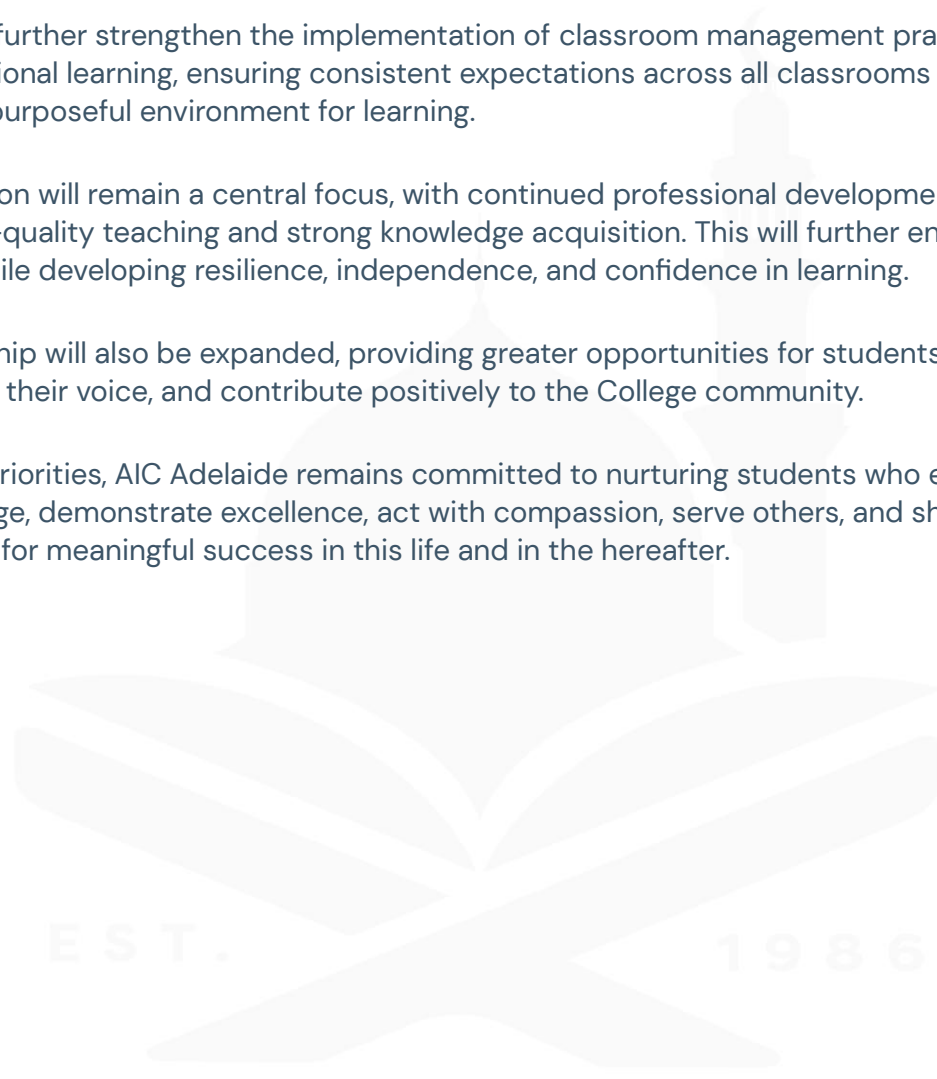 further strengthen the implementation of classroom management pra
ional learning, ensuring consistent expectations across all classrooms
purposeful environment for learning.
on will remain a central focus, with continued professional developme
-quality teaching and strong knowledge acquisition. This will further en
ile developing resilience, independence, and confidence in learning.
hip will also be expanded, providing greater opportunities for students
their voice, and contribute positively to the College community.
riorities, AIC Adelaide remains committed to nurturing students who e
ge, demonstrate excellence, act with compassion, serve others, and sh
for meaningful success in this life and in the hereafter.
EST. 1986